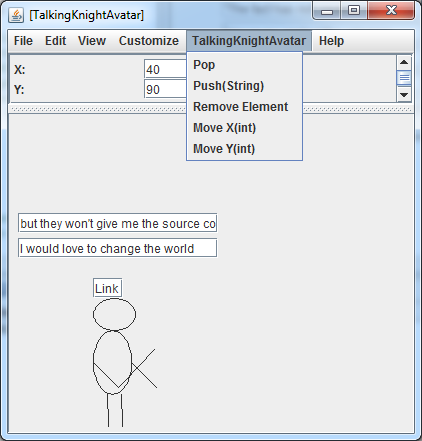 [TalkingKnightAvatar]
File Edit View Customize TalkingKnightAvatar Help
X: 40
Y: 90
Pop
Push(String)
Remove Element
Move X(int)
Move Y(int)
but they won't give me the source co
I would love to change the world
Link